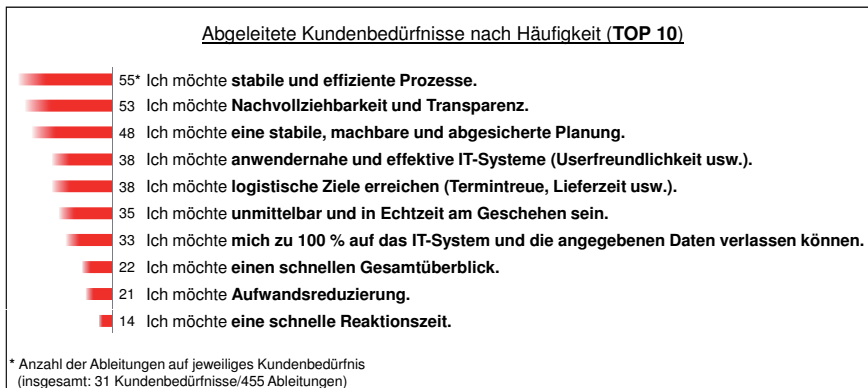 Abgeleitete Kundenbedürfnisse nach Häufigkeit (TOP 10)
55* Ich möchte stabile und effiziente Prozesse.
53 Ich möchte Nachvollziehbarkeit und Transparenz.
48 Ich möchte eine stabile, machbare und abgesicherte Planung.
38 Ich möchte anwendernahe und effektive IT-Systeme (Userfreundlichkeit usw.).
38 Ich möchte logistische Ziele erreichen (Termintreue, Lieferzeit usw.).
35 Ich möchte unmittelbar und in Echtzeit am Geschehen sein.
33 Ich möchte mich zu 100 % auf das IT-System und die angegebenen Daten verlassen können.
22 Ich möchte einen schnellen Gesamtüberblick.
21 Ich möchte Aufwandsreduzierung.
14 Ich möchte eine schnelle Reaktionszeit.
* Anzahl der Ableitungen auf jeweiliges Kundenbedürfnis
(insgesamt: 31 Kundenbedürfnisse/455 Ableitungen)